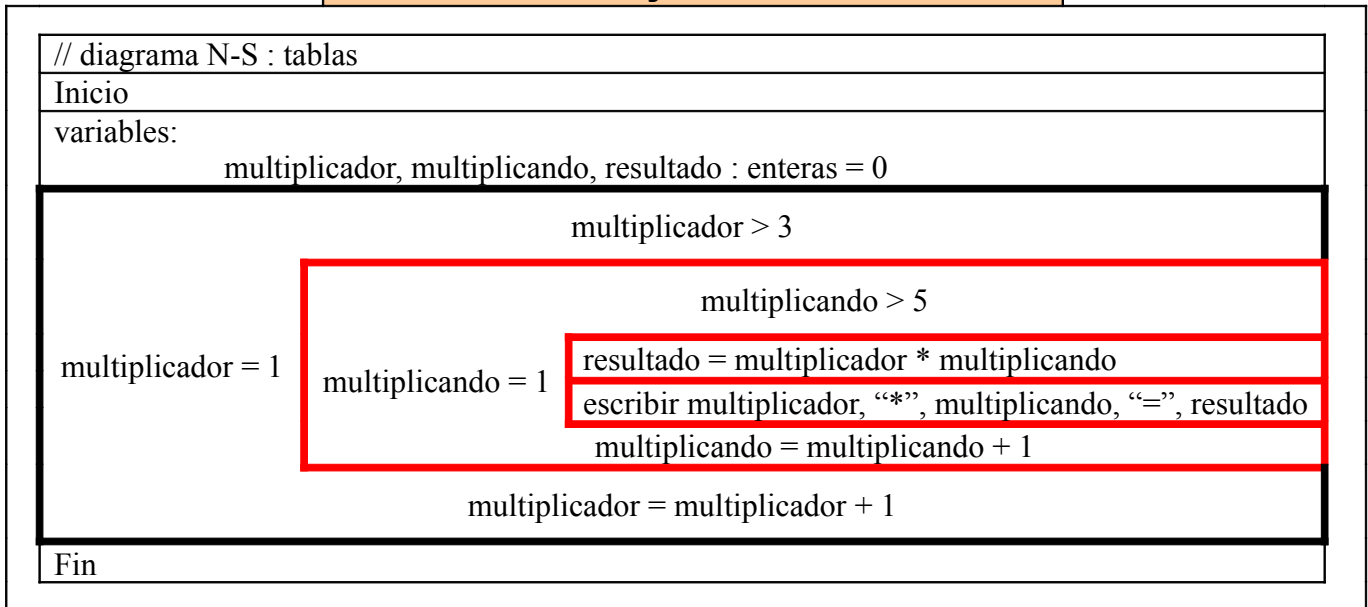 // diagrama N-S : tablas
Inicio
variables:
multiplicador, multiplicando, resultado : enteras = 0
multiplicador > 3
multiplicando > 5
multiplicador = 1
multiplicando = 1
resultado = multiplicador * multiplicando
escribir multiplicador, “*”, multiplicando, “=”, resultado
multiplicando = multiplicando + 1
multiplicador = multiplicador + 1
Fin